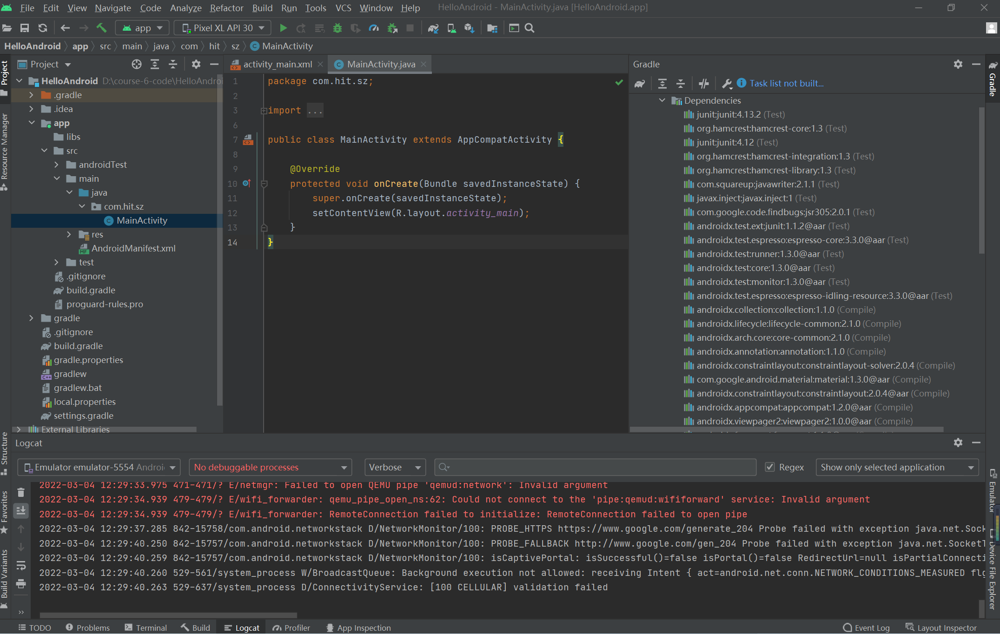 File Edit View Navigate Code Analyze Refactor Build Run Tools VCS Window Help HelloAndroid - MainActivity.java [HelloAndroid.app]
app Pixel XL API 30
HelloAndroid app src main java com hit sz MainActivity
Project
activity_main.xml MainActivity.java
Gradle
Project
Resource Manager
Structure
Favorites
Build Variants
HelloAndroid D:\course-6-code\HelloAndroi
.gradle
.idea
app
libs
src
androidTest
main
java
com.hit.sz
MainActivity
res
AndroidManifest.xml
test
.gitignore
build.gradle
proguard-rules.pro
gradle
.gitignore
build.gradle
gradle.properties
gradlew
gradlew.bat
local.properties
settings.gradle
External Libraries
1 package com.hit.sz;
2
3 import ...
6
7 public class MainActivity extends AppCompatActivity {
8
9 @Override
10 protected void onCreate(Bundle savedInstanceState) {
11 super.onCreate(savedInstanceState);
12 setContentView(R.layout.activity_main);
13 }
14 }
Task list not built...
Dependencies
junit:junit:4.13.2 (Test)
org.hamcrest:hamcrest-core:1.3 (Test)
junit:junit:4.12 (Test)
org.hamcrest:hamcrest-integration:1.3 (Test)
org.hamcrest:hamcrest-library:1.3 (Test)
com.squareup:javawriter:2.1.1 (Test)
javax.inject:javax.inject:1 (Test)
com.google.code.findbugs:jsr305:2.0.1 (Test)
androidx.test.ext:junit:1.1.2@aar (Test)
androidx.test.espresso:espresso-core:3.3.0@aar (Test)
androidx.test:runner:1.3.0@aar (Test)
androidx.test:core:1.3.0@aar (Test)
androidx.test:monitor:1.3.0@aar (Test)
androidx.test.espresso:espresso-idling-resource:3.3.0@aar (Test)
androidx.collection:collection:1.1.0 (Compile)
androidx.lifecycle:lifecycle-common:2.1.0 (Compile)
androidx.arch.core:core-common:2.1.0 (Compile)
androidx.annotation:annotation:1.1.0 (Compile)
androidx.constraintlayout:constraintlayout-solver:2.0.4 (Compile)
com.google.android.material:material:1.3.0@aar (Compile)
androidx.constraintlayout:constraintlayout:2.0.4@aar (Compile)
androidx.appcompat:appcompat:1.2.0@aar (Compile)
androidx.viewpager2:viewpager2:1.0.0@aar (Compile)
Gradle
Emulator
Device File Explorer
Logcat
Emulator emulator-5554 Androi No debuggable processes Verbose Regex Show only selected application
2022-03-04 12:29:33.975 471-471/? E/netmgr: Failed to open QEMU pipe 'qemud:network': Invalid argument
2022-03-04 12:29:34.939 479-479/? E/wifi_forwarder: qemu_pipe_open_ns:62: Could not connect to the 'pipe:qemud:wififorward' service: Invalid argument
2022-03-04 12:29:34.939 479-479/? E/wifi_forwarder: RemoteConnection failed to initialize: RemoteConnection failed to open pipe
2022-03-04 12:29:37.285 842-15758/com.android.networkstack D/NetworkMonitor/100: PROBE_HTTPS https://www.google.com/generate_204 Probe failed with exception java.net.Sock
2022-03-04 12:29:40.250 842-15757/com.android.networkstack D/NetworkMonitor/100: PROBE_FALLBACK http://www.google.com/gen_204 Probe failed with exception java.net.SocketT
2022-03-04 12:29:40.259 842-15757/com.android.networkstack D/NetworkMonitor/100: isCaptivePortal: isSuccessful()=false isPortal()=false RedirectUrl=null isPartialConnecti
2022-03-04 12:29:40.260 529-561/system_process W/BroadcastQueue: Background execution not allowed: receiving Intent { act=android.net.conn.NETWORK_CONDITIONS_MEASURED flg
2022-03-04 12:29:40.263 529-637/system_process D/ConnectivityService: [100 CELLULAR] validation failed
TODO Problems Terminal Build Logcat Profiler App Inspection Event Log Layout Inspector